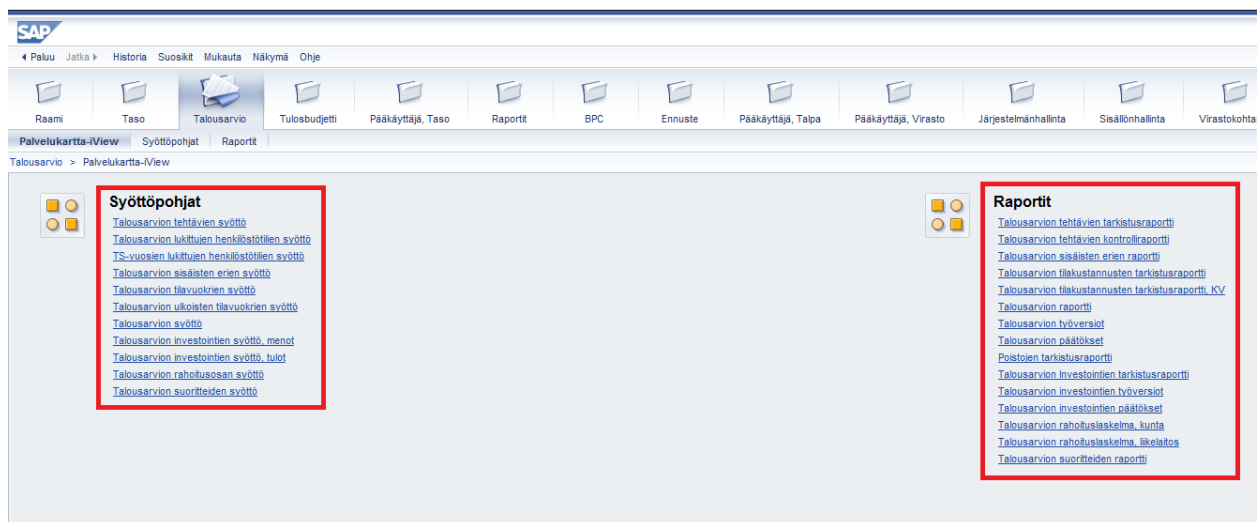 SAP
Paluu Jatka Historia Suosikit Mukauta Näkymä Ohje
Raami Taso Talousarvio Tulosbudjetti Pääkäyttäjä, Taso Raportit BPC Ennuste Pääkäyttäjä, Talpa Pääkäyttäjä, Virasto Järjestelmänhallinta Sisällönhallinta Virastokohta
Palvelukartta-iView Syöttöpohjat Raportit
Talousarvio > Palvelukartta-iView
Syöttöpohjat
Talousarvion tehtävien syöttö
Talousarvion lukittujen henkilöstötilien syöttö
TS-vuosien lukittujen henkilöstötilien syöttö
Talousarvion sisäisten erien syöttö
Talousarvion tilavuokrien syöttö
Talousarvion ulkoisten tilavuokrien syöttö
Talousarvion syöttö
Talousarvion investointien syöttö, menot
Talousarvion investointien syöttö, tulot
Talousarvion rahoitusosan syöttö
Talousarvion suoritteiden syöttö
Raportit
Talousarvion tehtävien tarkistusraportti
Talousarvion tehtävien kontrolliraportti
Talousarvion sisäisten erien raportti
Talousarvion tilakustannusten tarkistusraportti
Talousarvion tilakustannusten tarkistusraportti, KV
Talousarvion raportti
Talousarvion työversiot
Talousarvion päätökset
Poistojen tarkistusraportti
Talousarvion Investointien tarkistusraportti
Talousarvion investointien työversiot
Talousarvion investointien päätökset
Talousarvion rahoituslaskelma, kunta
Talousarvion rahoituslaskelma, liikelaitos
Talousarvion suoritteiden raportti